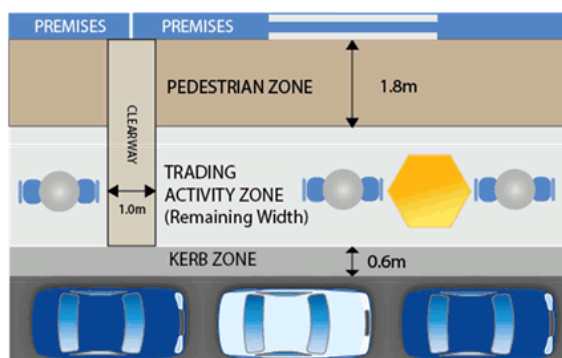 PREMISES
PREMISES
PEDESTRIAN ZONE
1.8m
CLEARWAY
1.0m
TRADING
ACTIVITY ZONE
(Remaining Width)
KERB ZONE
0.6m